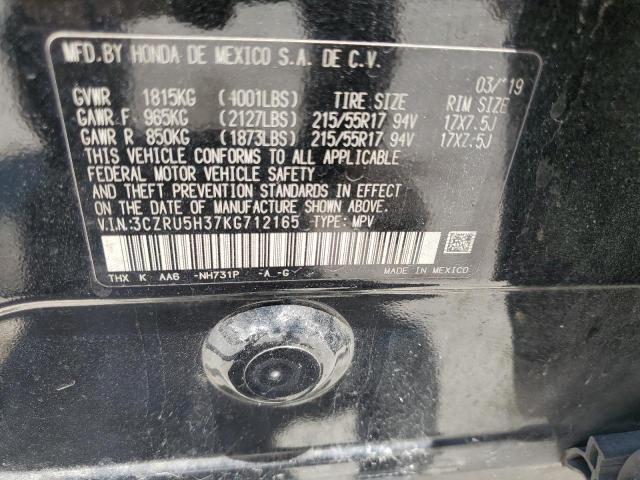 MFD.BY HONDA DE MEXICO S.A. DE C.V.
03/19
GVWR 1815KG (4001LBS) TIRE SIZE RIM SIZE
GAWR F 965KG (2127LBS) 215/55R17 94V 17X7.5J
GAWR R 850KG (1873LBS) 215/55R17 94V 17X7.5J
THIS VEHICLE CONFORMS TO ALL APPLICABLE
FEDERAL MOTOR VEHICLE SAFETY
AND THEFT PREVENTION STANDARDS IN EFFECT
ON THE DATE OF MANUFACTURE SHOWN ABOVE.
V.I.N:3CZRU5H37KG712165 TYPE: MPV
THX K AA6 -NH731P -A -G MADE IN MEXICO